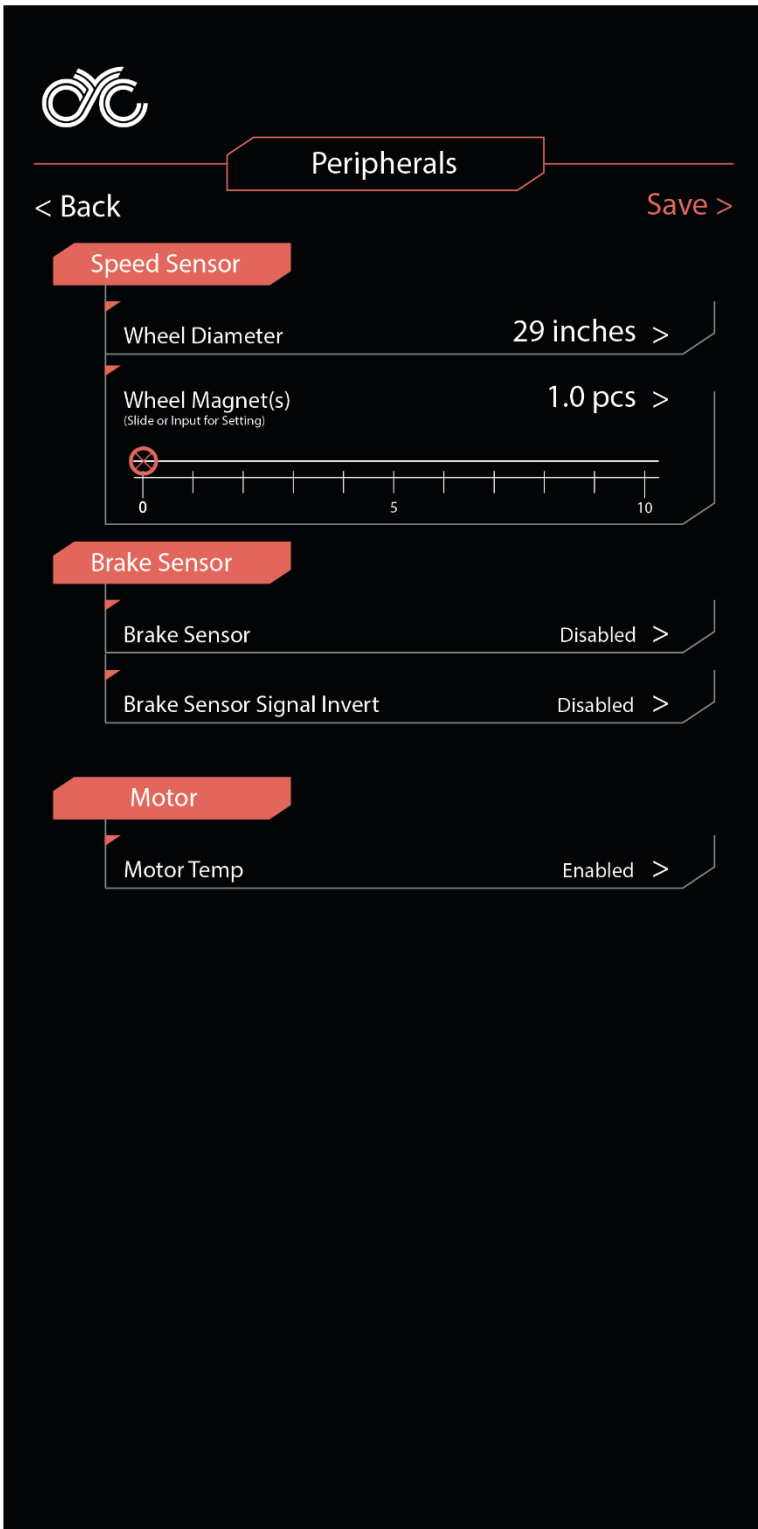 Peripherals
< Back
Save >
Speed Sensor
Wheel Diameter 29 inches >
Wheel Magnet(s) 1.0 pcs >
(Slide or Input for Setting)
0 5 10
Brake Sensor
Brake Sensor Disabled >
Brake Sensor Signal Invert Disabled >
Motor
Motor Temp Enabled >